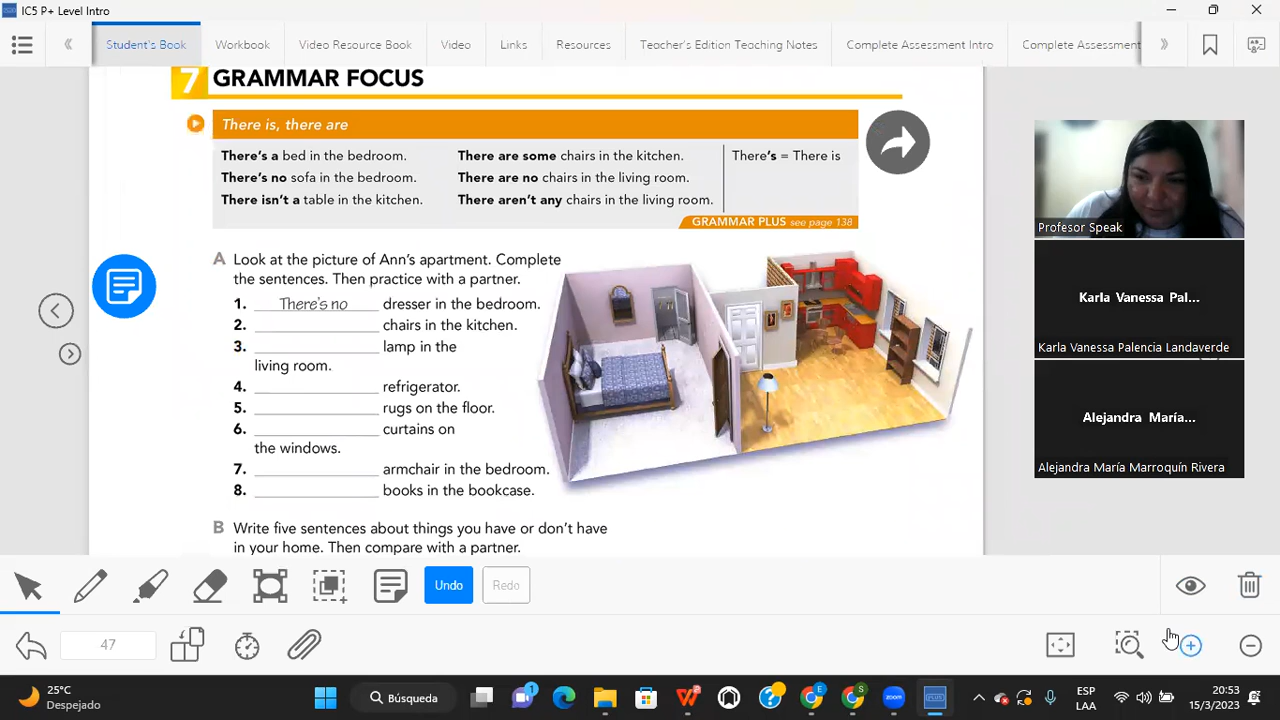 IC5 P+ Level Intro
Student's Book
Workbook
Video Resource Book
Video
Links
Resources
Teacher's Edition Teaching Notes
Complete Assessment Intro
Complete Assessment
7 GRAMMAR FOCUS
There is, there are
There's a bed in the bedroom.
There's no sofa in the bedroom.
There isn't a table in the kitchen.
There are some chairs in the kitchen.
There are no chairs in the living room.
There aren't any chairs in the living room.
There's = There is
GRAMMAR PLUS see page 138
A Look at the picture of Ann's apartment. Complete
the sentences. Then practice with a partner.
1. There's no dresser in the bedroom.
2. ____________ chairs in the kitchen.
3. ____________ lamp in the
living room.
4. ____________ refrigerator.
5. ____________ rugs on the floor.
6. ____________ curtains on
the windows.
7. ____________ armchair in the bedroom.
8. ____________ books in the bookcase.
B Write five sentences about things you have or don't have
in your home. Then compare with a partner.
Profesor Speak
Karla Vanessa Pal...
Karla Vanessa Palencia Landaverde
Alejandra María...
Alejandra María Marroquín Rivera
Undo
Redo
47
25°C
Despejado
Búsqueda
1
E
S
ESP
LAA
20:53
15/3/2023